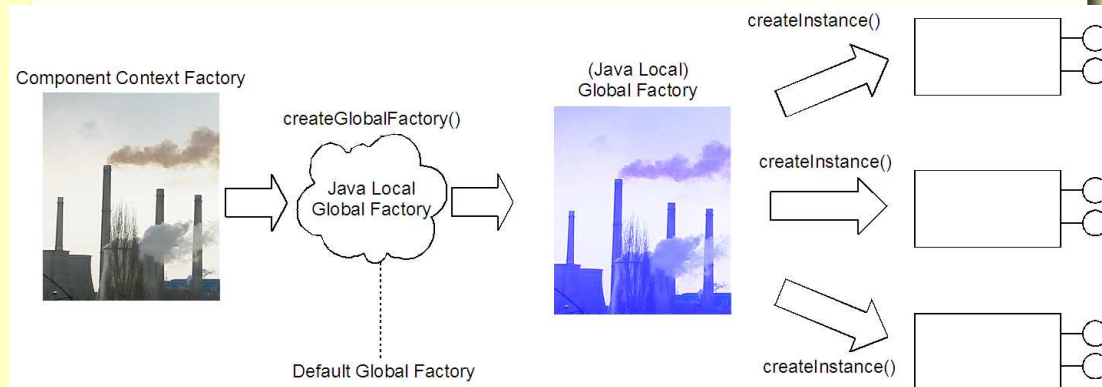 Component Context Factory
createGlobalFactory()
Java Local
Global Factory
Default Global Factory
(Java Local)
Global Factory
createInstance()
createInstance()
createInstance()